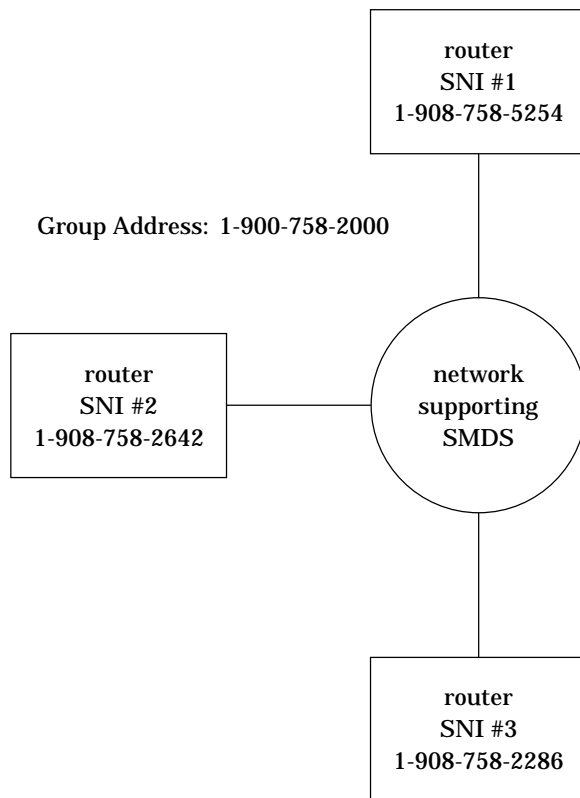 router
SNI #1
1-908-758-5254
Group Address: 1-900-758-2000
router
SNI #2
1-908-758-2642
network
supporting
SMDS
router
SNI #3
1-908-758-2286